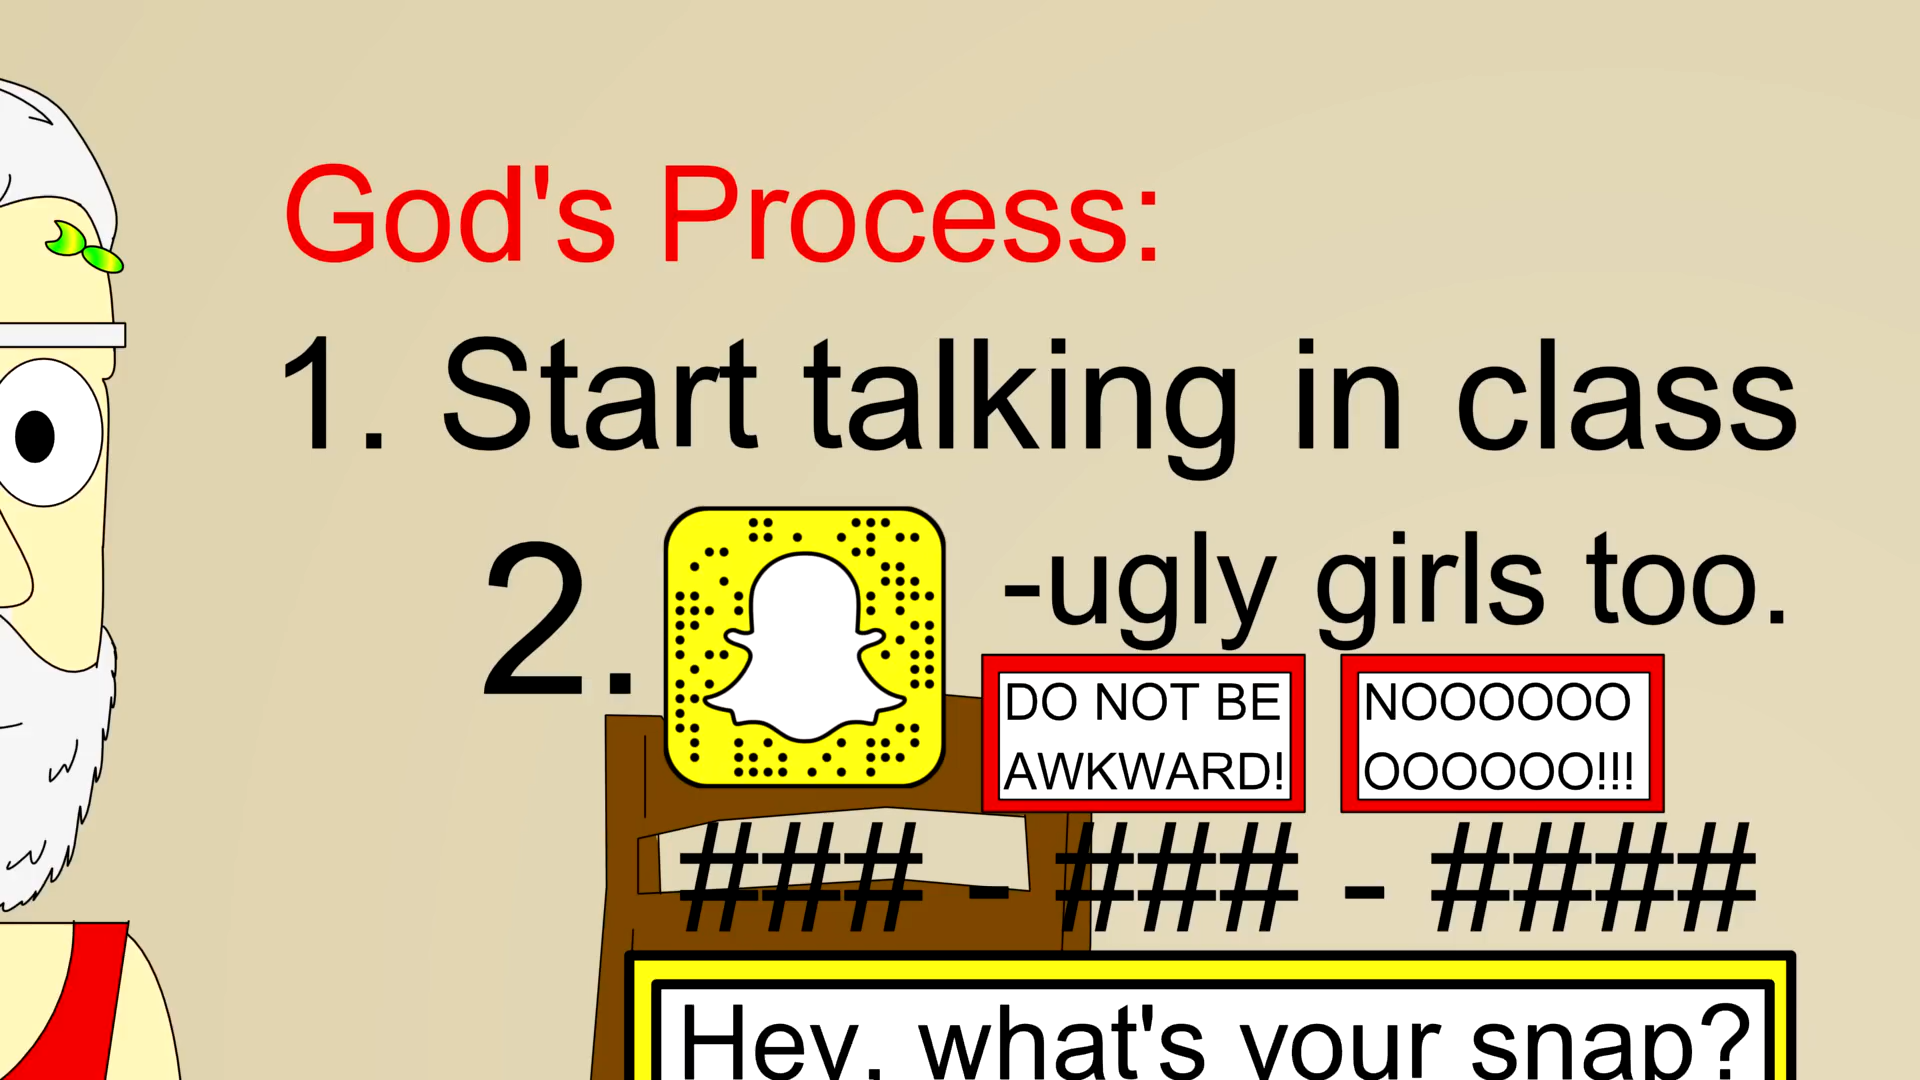 God's Process:
1. Start talking in class
2.
-ugly girls too.
DO NOT BE
AWKWARD!
NOOOOOO
OOOOOO!!!
### - ### - ####
Hey, what's your snap?